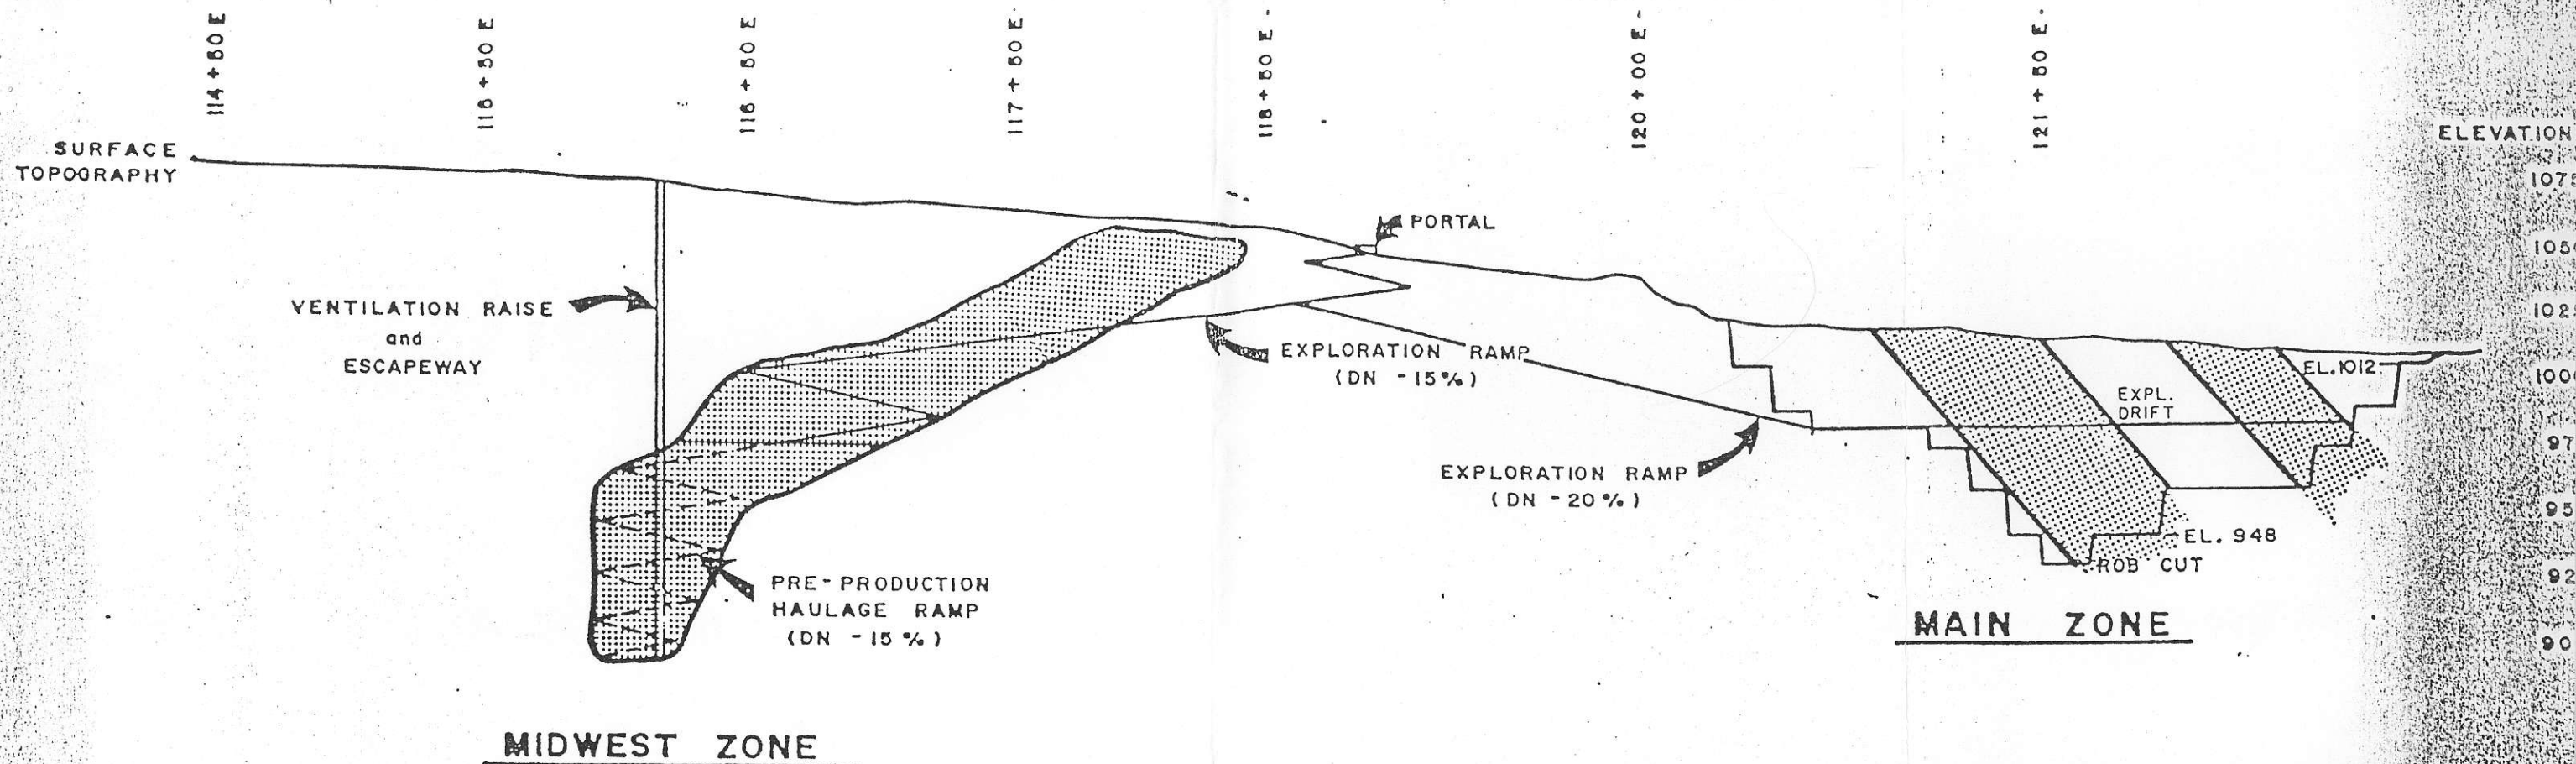 114+50 E
115+50 E
116+50 E
117+50 E
118+50 E
120+00 E
121+50 E
SURFACE
TOPOGRAPHY
ELEVATION
1075
PORTAL
VENTILATION RAISE
and
ESCAPEWAY
EXPLORATION RAMP
(DN -15%)
EL. 1012
EXPL.
DRIFT
EXPLORATION RAMP
(DN -20%)
EL. 948
ROB CUT
PRE-PRODUCTION
HAULAGE RAMP
(DN -15%)
MAIN ZONE
MIDWEST ZONE